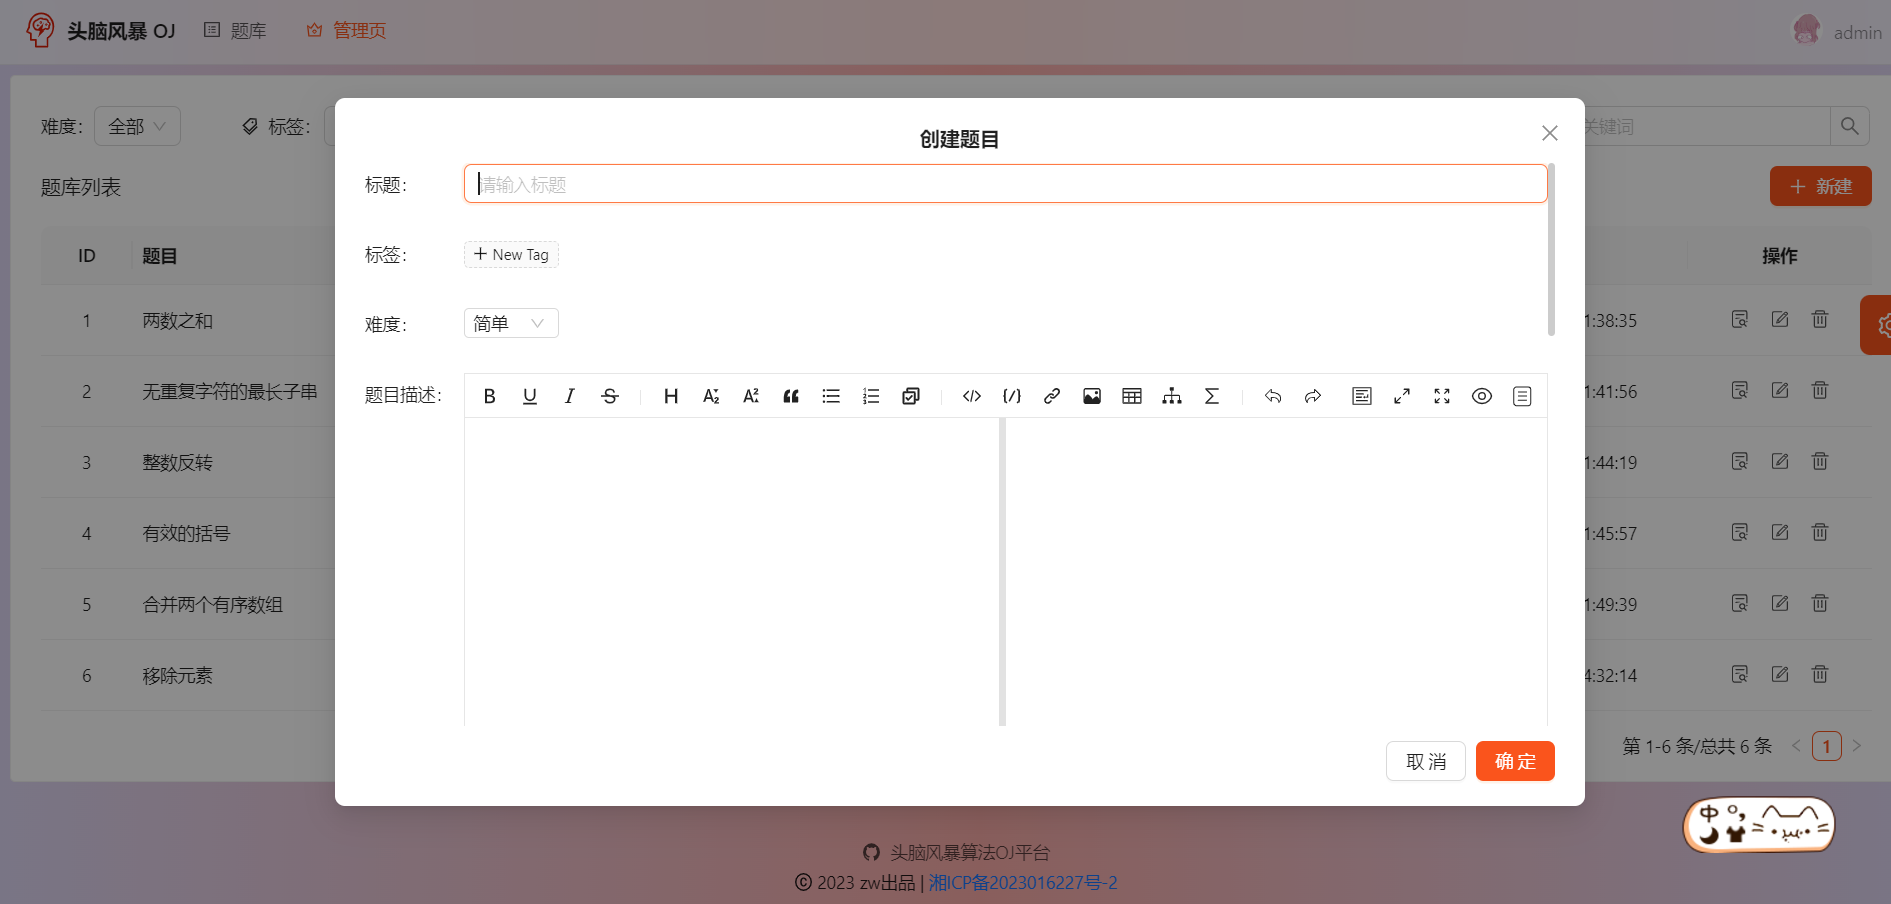 头脑风暴 OJ 题库 管理页 admin
难度： 全部 标签： 关键词
题库列表 新建
ID 题目 操作
1 两数之和 1:38:35
2 无重复字符的最长子串 1:41:56
3 整数反转 1:44:19
4 有效的括号 1:45:57
5 合并两个有序数组 1:49:39
6 移除元素 4:32:14
第 1-6 条/总共 6 条 1
创建题目
标题： 请输入标题
标签： + New Tag
难度： 简单
题目描述：
取消 确定
中
头脑风暴算法OJ平台
© 2023 zw出品 | 湘ICP备2023016227号-2